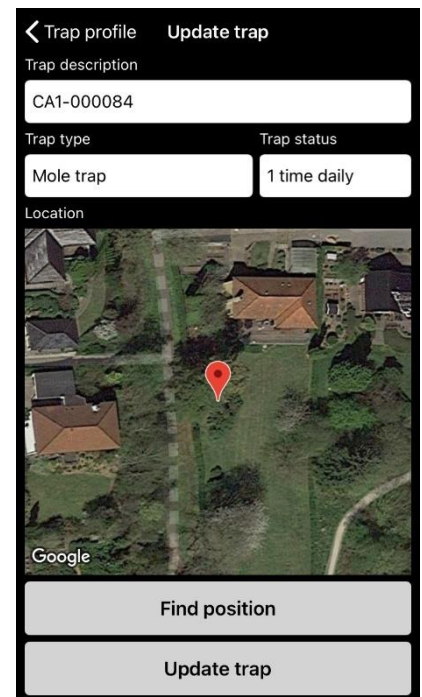 Trap profile Update trap
Trap description
CA1-000084
Trap type Trap status
Mole trap 1 time daily
Location
Google
Find position
Update trap